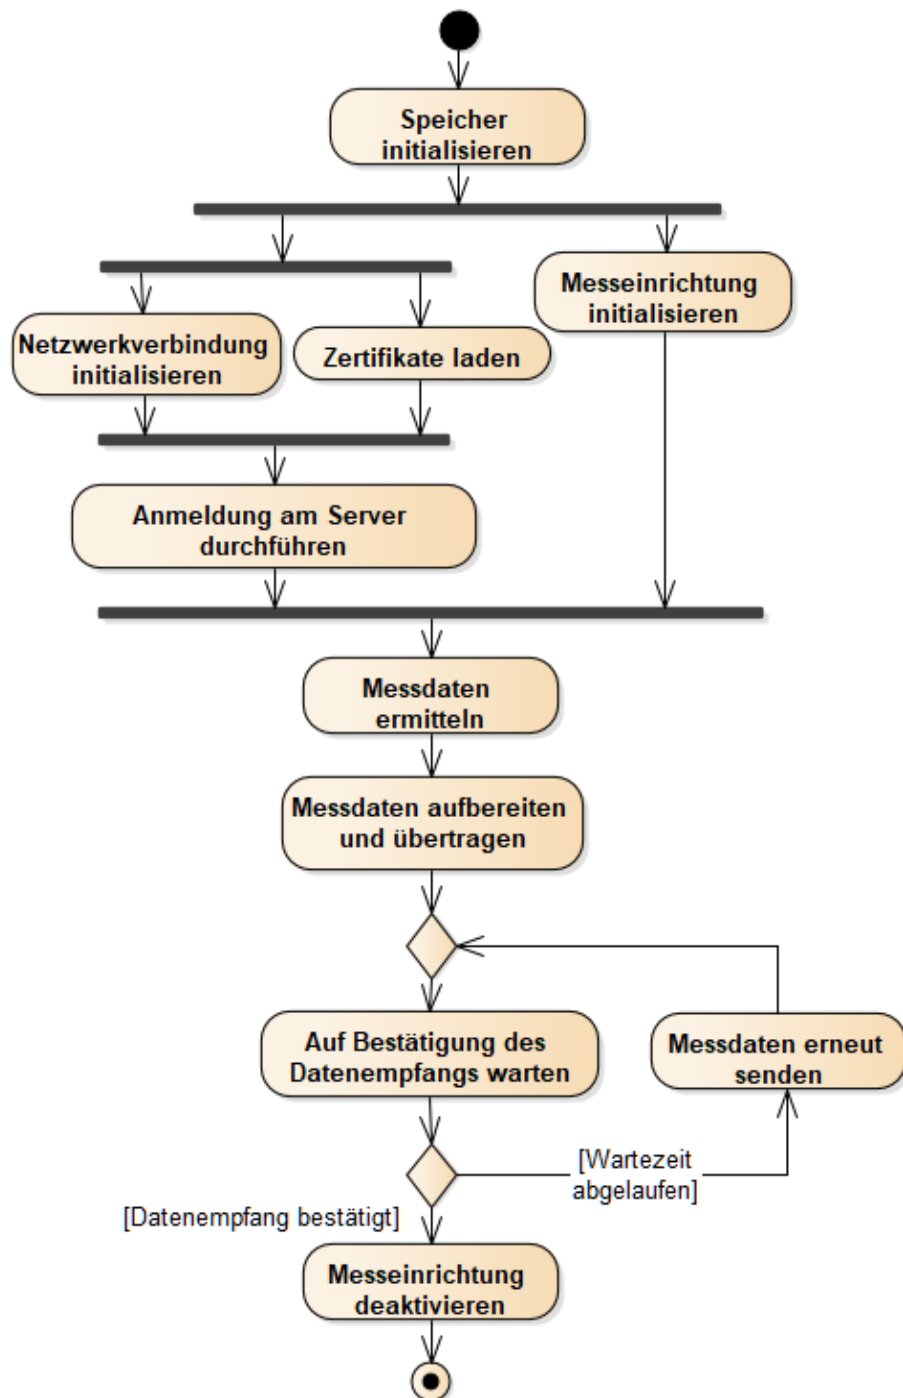 Speicher
initialisieren
Messeinrichtung
initialisieren
Netzwerkverbindung
initialisieren
Zertifikate laden
Anmeldung am Server
durchführen
Messdaten
ermitteln
Messdaten aufbereiten
und übertragen
Auf Bestätigung des
Datenempfangs warten
Messdaten erneut
senden
[Wartezeit
abgelaufen]
[Datenempfang bestätigt]
Messeinrichtung
deaktivieren